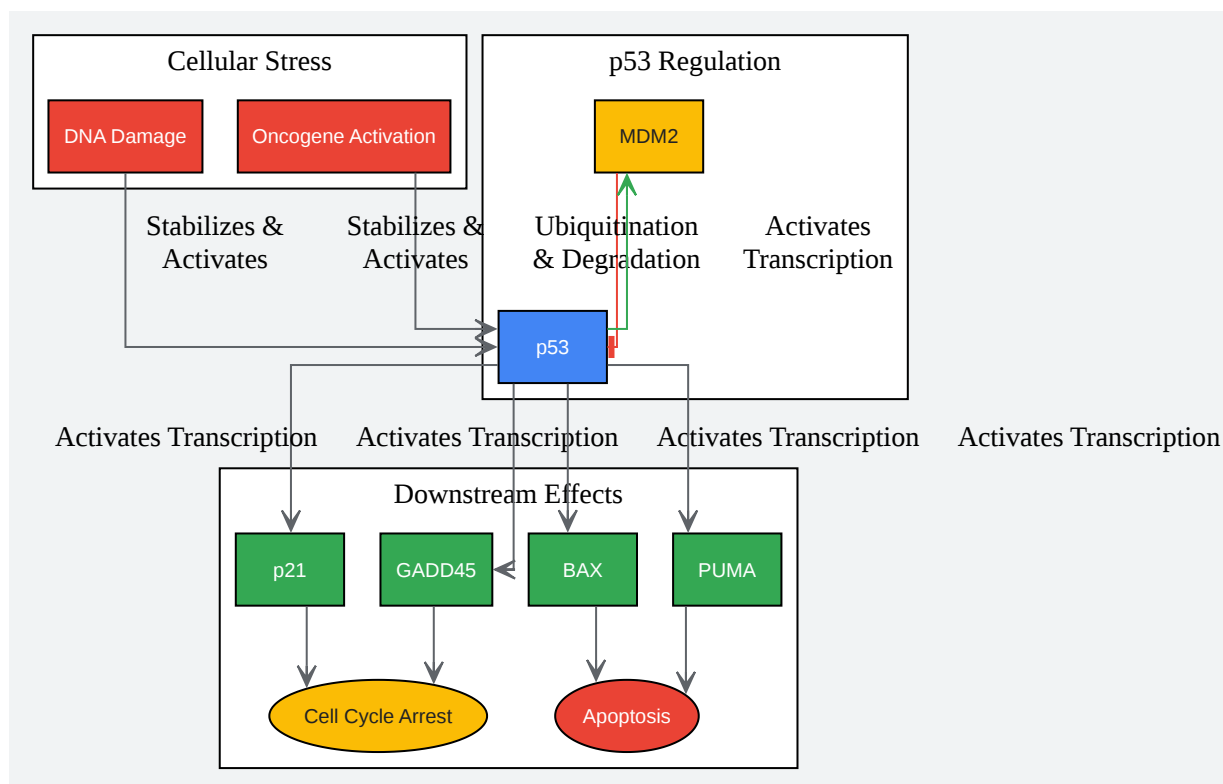 Cellular Stress
p53 Regulation
DNA Damage
Oncogene Activation
MDM2
Stabilizes &
Activates
Stabilizes &
Activates
Ubiquitination
& Degradation
Activates
Transcription
p53
Activates Transcription
Activates Transcription
Activates Transcription
Activates Transcription
Downstream Effects
p21
GADD45
BAX
PUMA
Cell Cycle Arrest
Apoptosis